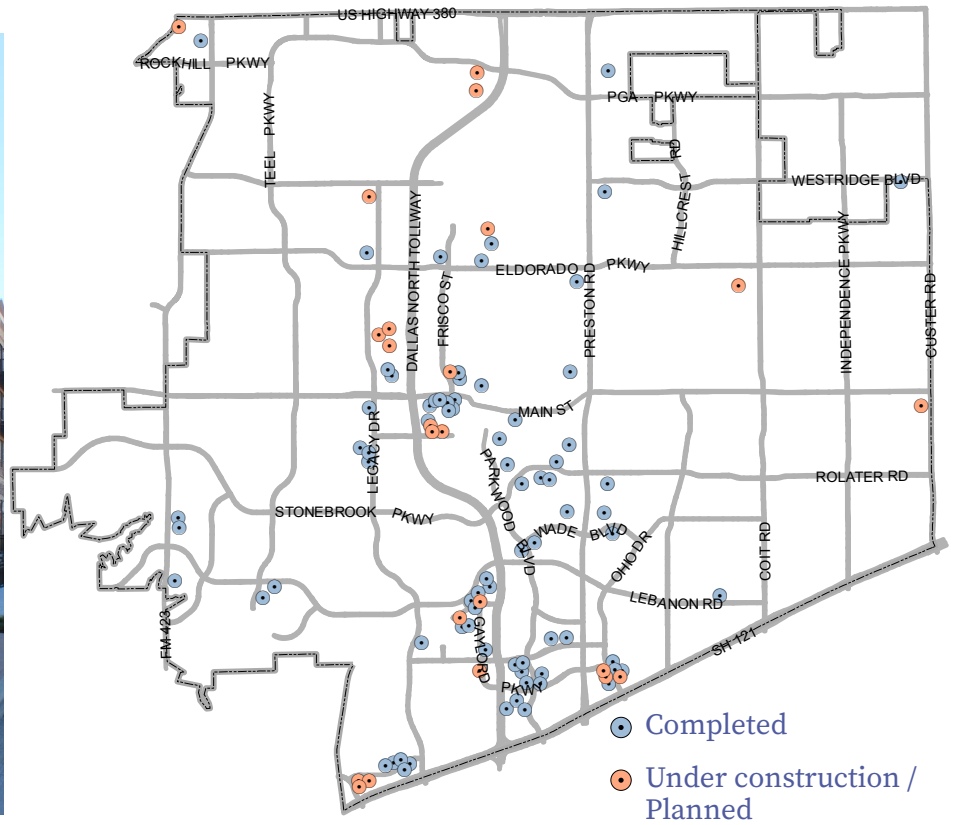 US HIGHWAY 380
ROCKHILL PKWY
PGA PKWY
TEEL PKWY
RD
HILLCREST
WESTRIDGE BLVD
DALLAS NORTH TOLLWAY
FRISCO ST
ELDORADO PKWY
PRESTON RD
INDEPENDENCE PKWY
CUSTER RD
MAIN ST
LEGACY DR
PARKWOOD BLVD
ROLATER RD
STONEBROOK PKWY
WADE BLVD
OHIO DR
COIT RD
LEBANON RD
FM 423
GAYLORD PKWY
SH 121
Completed
Under construction /
Planned